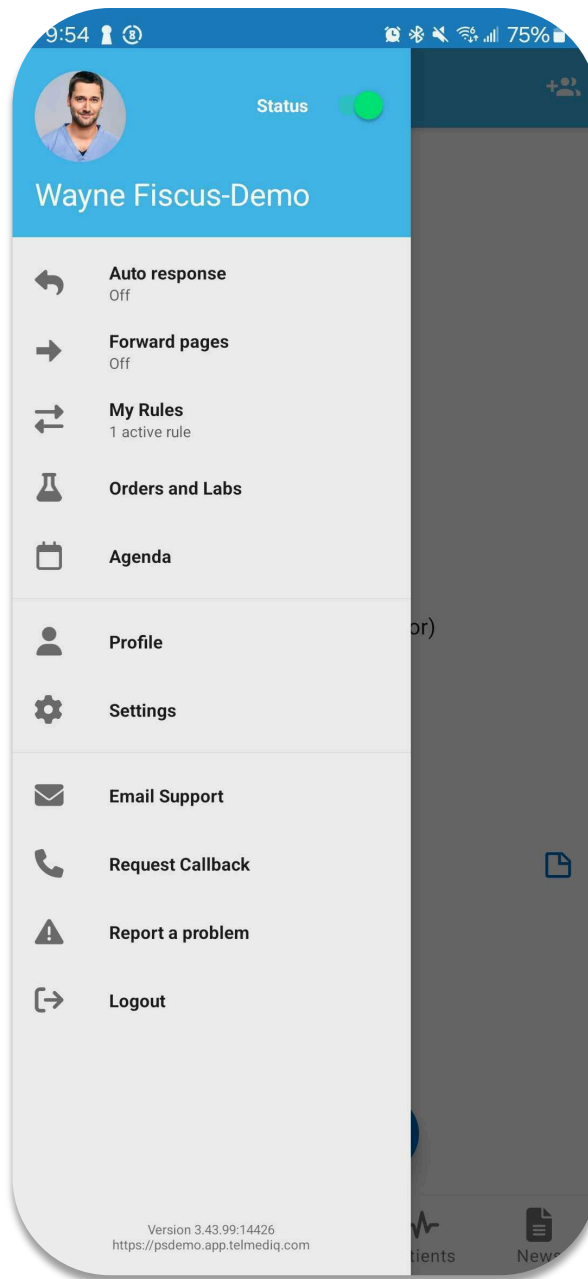 9:54
75%
Status
Wayne Fiscus-Demo
Auto response
Off
Forward pages
Off
My Rules
1 active rule
Orders and Labs
Agenda
or)
Profile
Settings
Email Support
Request Callback
Report a problem
Logout
Version 3.43.99:14426
https://psdemo.app.telmediq.com
tients
News